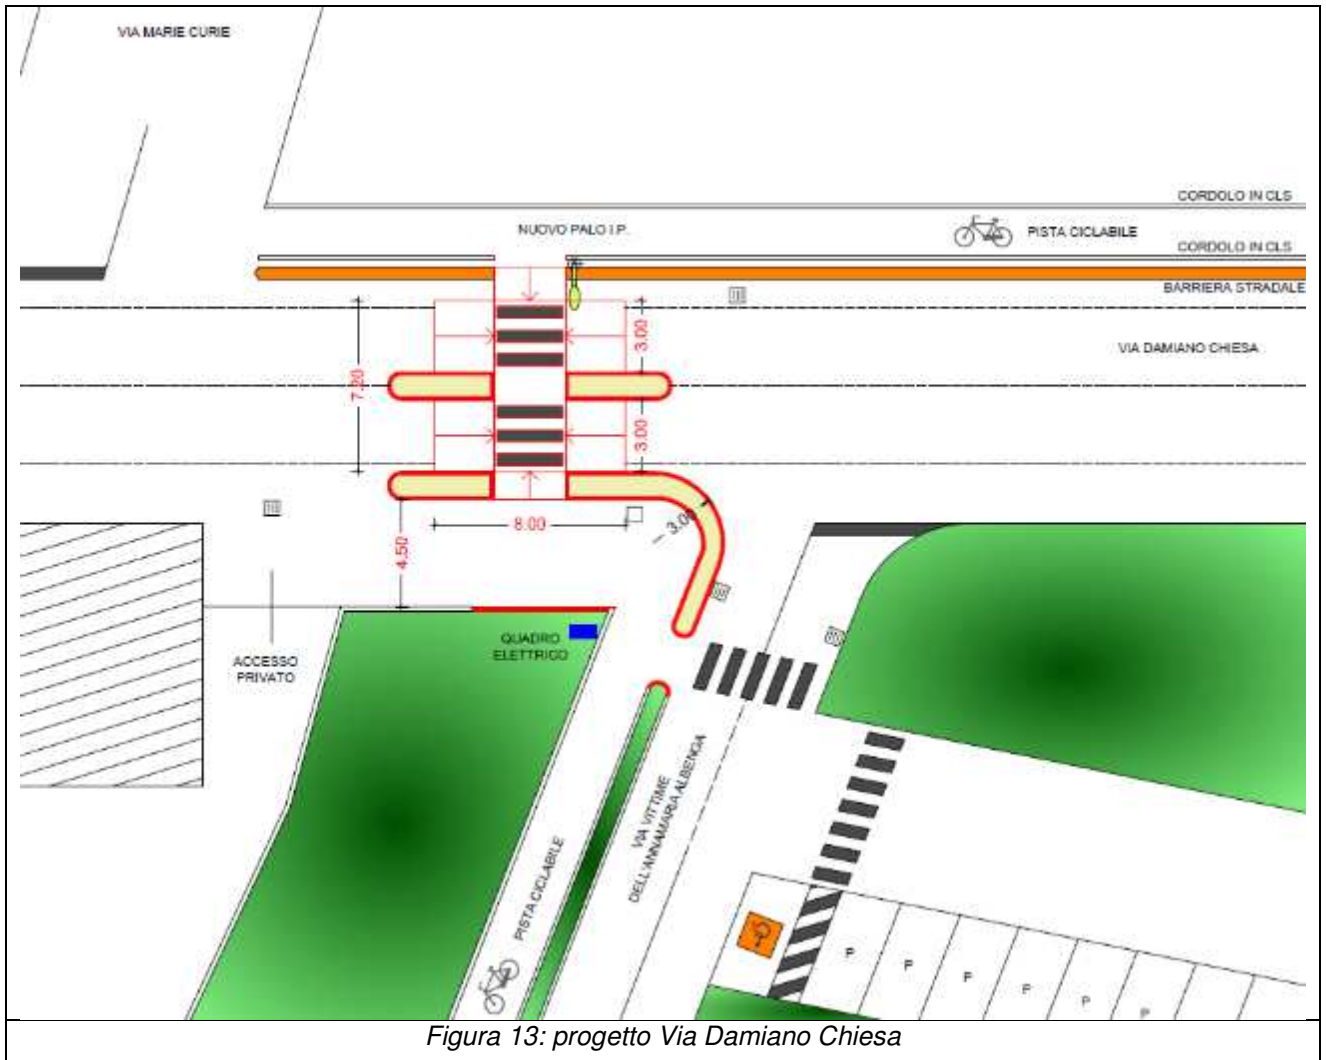 VIA MARIE CURIE
CORDOLO IN CLS
NUOVO PALO I.P.
PISTA CICLABILE
CORDOLO IN CLS
BARRIERA STRADALE
3.00
VIA DAMIANO CHIESA
7.20
3.00
8.00
3.00
4.50
QUADRO
ELETTRICO
ACCESSO
PRIVATO
VIA VITTIME
DELL'ANNAMARIA ALBENGA
PISTA CICLABILE
P
P
P
P
P
P
Figura 13: progetto Via Damiano Chiesa